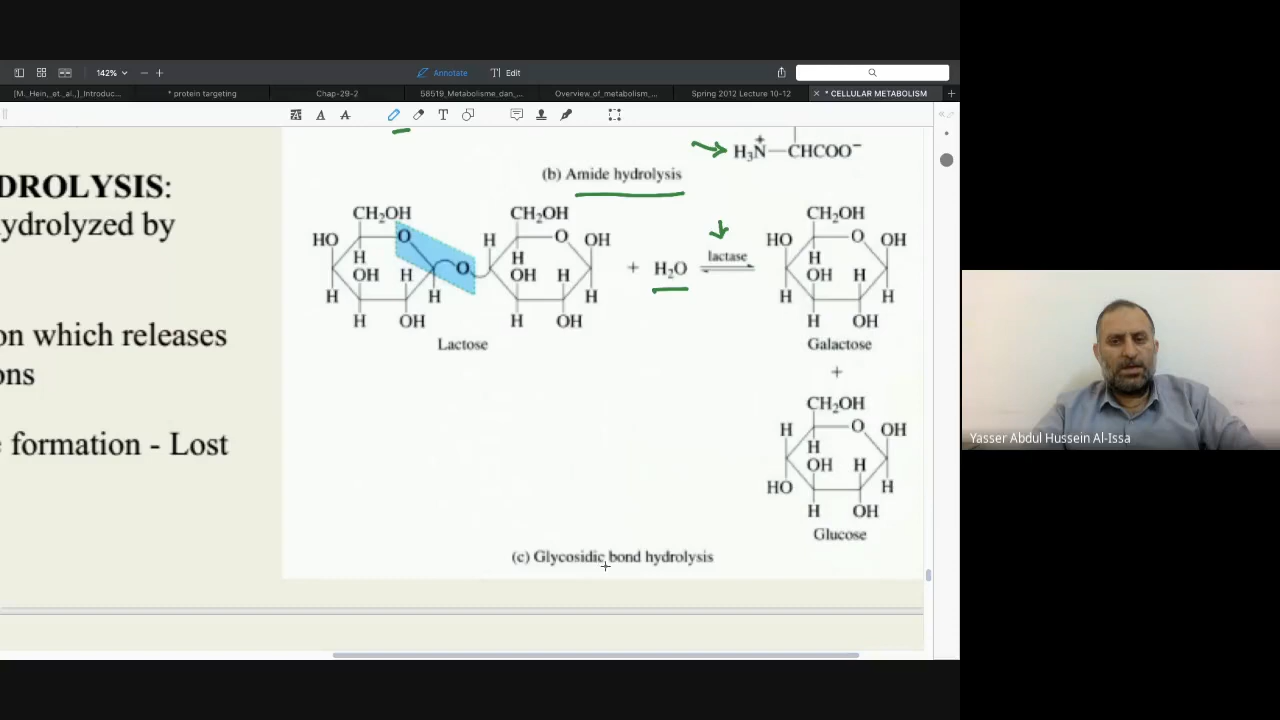 142%
Annotate
Edit
[M._Hein,_et._al.,]_Introduc...
* protein targeting
Chap-29-2
58519_Metabolisme_dan_...
Overview_of_metabolism_...
Spring 2012 Lecture 10-12
* CELLULAR METABOLISM
DROLYSIS:
ydrolyzed by
on which releases
ons
e formation - Lost
H₃N⁺—CHCOO⁻
(b) Amide hydrolysis
CH₂OH CH₂OH CH₂OH
HO O H O OH HO O OH
H H H
OH H O OH H + H₂O lactase OH H
H H H H H
H OH H OH H OH
Lactose Galactose
+
CH₂OH
H O OH
H
OH H
HO H
H OH
Glucose
(c) Glycosidic bond hydrolysis
Yasser Abdul Hussein Al-Issa